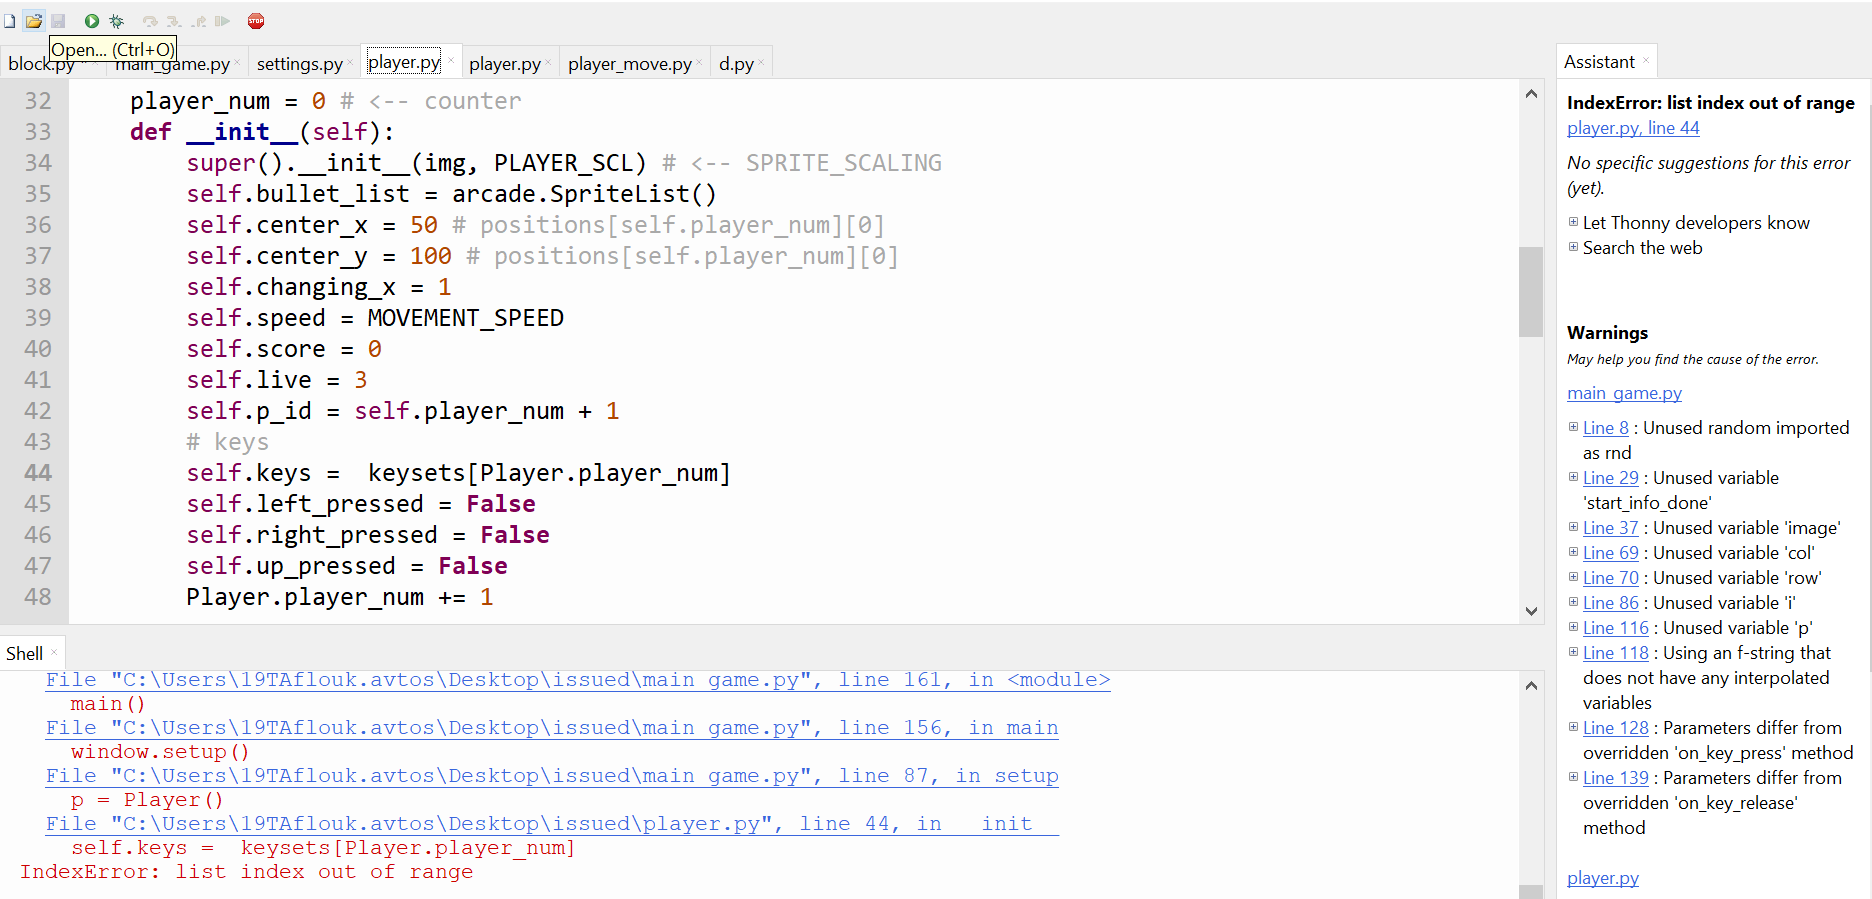 STOP
Open... (Ctrl+O)
block.py
main_game.py
settings.py
player.py
player.py
player_move.py
d.py
32 player_num = 0 # <-- counter
33 def __init__(self):
34 super().__init__(img, PLAYER_SCL) # <-- SPRITE_SCALING
35 self.bullet_list = arcade.SpriteList()
36 self.center_x = 50 # positions[self.player_num][0]
37 self.center_y = 100 # positions[self.player_num][0]
38 self.changing_x = 1
39 self.speed = MOVEMENT_SPEED
40 self.score = 0
41 self.live = 3
42 self.p_id = self.player_num + 1
43 # keys
44 self.keys =  keysets[Player.player_num]
45 self.left_pressed = False
46 self.right_pressed = False
47 self.up_pressed = False
48 Player.player_num += 1
Shell
File "C:\Users\19TAflouk.avtos\Desktop\issued\main_game.py", line 161, in <module>
main()
File "C:\Users\19TAflouk.avtos\Desktop\issued\main_game.py", line 156, in main
window.setup()
File "C:\Users\19TAflouk.avtos\Desktop\issued\main_game.py", line 87, in setup
p = Player()
File "C:\Users\19TAflouk.avtos\Desktop\issued\player.py", line 44, in __init__
self.keys =  keysets[Player.player_num]
IndexError: list index out of range
Assistant
IndexError: list index out of range
player.py, line 44
No specific suggestions for this error
(yet).
Let Thonny developers know
Search the web
Warnings
May help you find the cause of the error.
main_game.py
Line 8 : Unused random imported
as rnd
Line 29 : Unused variable
'start_info_done'
Line 37 : Unused variable 'image'
Line 69 : Unused variable 'col'
Line 70 : Unused variable 'row'
Line 86 : Unused variable 'i'
Line 116 : Unused variable 'p'
Line 118 : Using an f-string that
does not have any interpolated
variables
Line 128 : Parameters differ from
overridden 'on_key_press' method
Line 139 : Parameters differ from
overridden 'on_key_release'
method
player.py